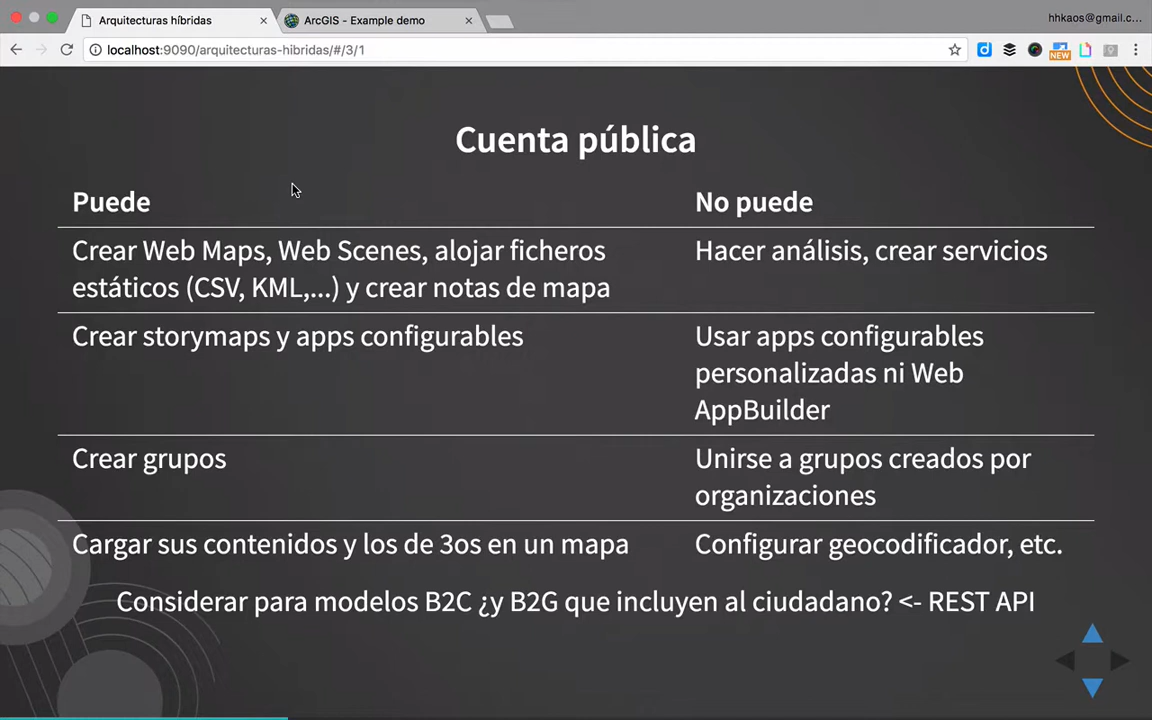 Arquitecturas híbridas
ArcGIS - Example demo
hhkaos@gmail.c...
localhost:9090/arquitecturas-hibridas/#/3/1
NEW
Cuenta pública
Puede
No puede
Crear Web Maps, Web Scenes, alojar ficheros
estáticos (CSV, KML,...) y crear notas de mapa
Hacer análisis, crear servicios
Crear storymaps y apps configurables
Usar apps configurables
personalizadas ni Web
AppBuilder
Crear grupos
Unirse a grupos creados por
organizaciones
Cargar sus contenidos y los de 3os en un mapa
Configurar geocodificador, etc.
Considerar para modelos B2C ¿y B2G que incluyen al ciudadano? <- REST API